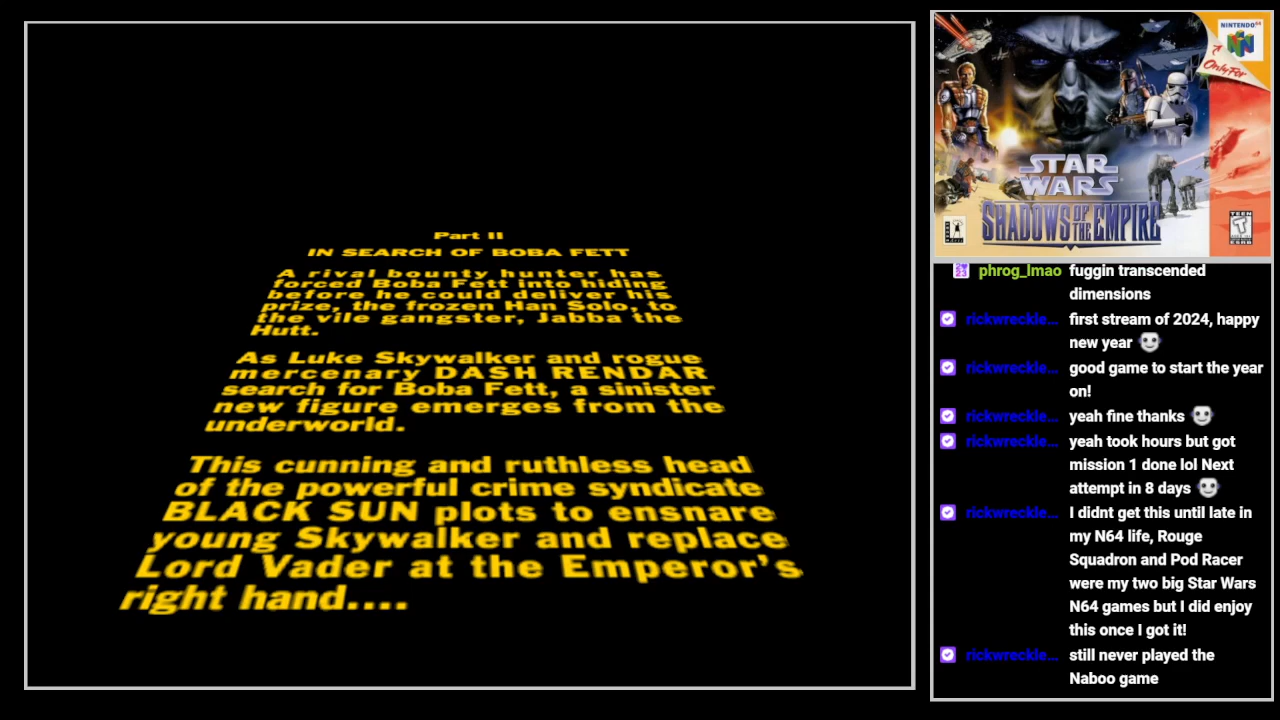 Part II
IN SEARCH OF BOBA FETT
A rival bounty hunter has
forced Boba Fett into hiding
before he could deliver his
prize, the frozen Han Solo, to
the vile gangster, Jabba the
Hutt.
As Luke Skywalker and rogue
mercenary DASH RENDAR
search for Boba Fett, a sinister
new figure emerges from the
underworld.
This cunning and ruthless head
of the powerful crime syndicate
BLACK SUN plots to ensnare
young Skywalker and replace
Lord Vader at the Emperor's
right hand....
NINTENDO 64
Only For
STAR
WARS
SHADOWS OF THE EMPIRE
TEEN
T
ESRB
phrog_lmao fuggin transcended
dimensions
rickwreckle... first stream of 2024, happy
new year
rickwreckle... good game to start the year
on!
rickwreckle... yeah fine thanks
rickwreckle... yeah took hours but got
mission 1 done lol Next
attempt in 8 days
rickwreckle... I didnt get this until late in
my N64 life, Rouge
Squadron and Pod Racer
were my two big Star Wars
N64 games but I did enjoy
this once I got it!
rickwreckle... still never played the
Naboo game